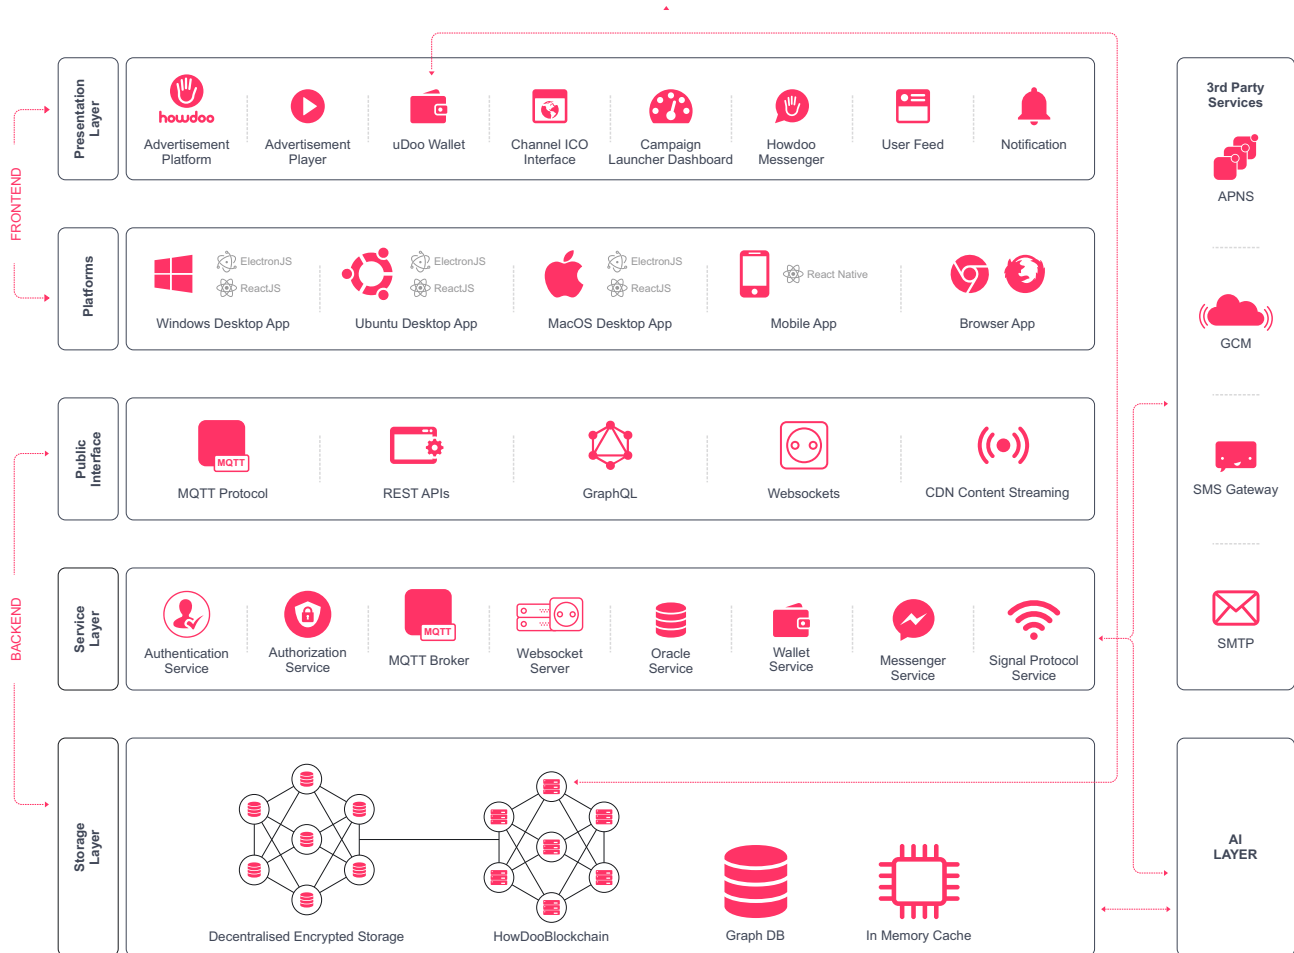 FRONTEND
Presentation
Layer
howdoo
Advertisement
Platform
Advertisement
Player
uDoo Wallet
Channel ICO
Interface
Campaign
Launcher Dashboard
Howdoo
Messenger
User Feed
Notification
Platforms
ElectronJS
ReactJS
Windows Desktop App
ElectronJS
ReactJS
Ubuntu Desktop App
ElectronJS
ReactJS
MacOS Desktop App
React Native
Mobile App
Browser App
BACKEND
Public
Interface
MQTT
MQTT Protocol
REST APIs
GraphQL
Websockets
CDN Content Streaming
Service
Layer
Authentication
Service
Authorization
Service
MQTT
MQTT Broker
Websocket
Server
Oracle
Service
Wallet
Service
Messenger
Service
Signal Protocol
Service
Storage
Layer
Decentralised Encrypted Storage
HowDooBlockchain
Graph DB
In Memory Cache
3rd Party
Services
APNS
GCM
SMS Gateway
SMTP
AI
LAYER